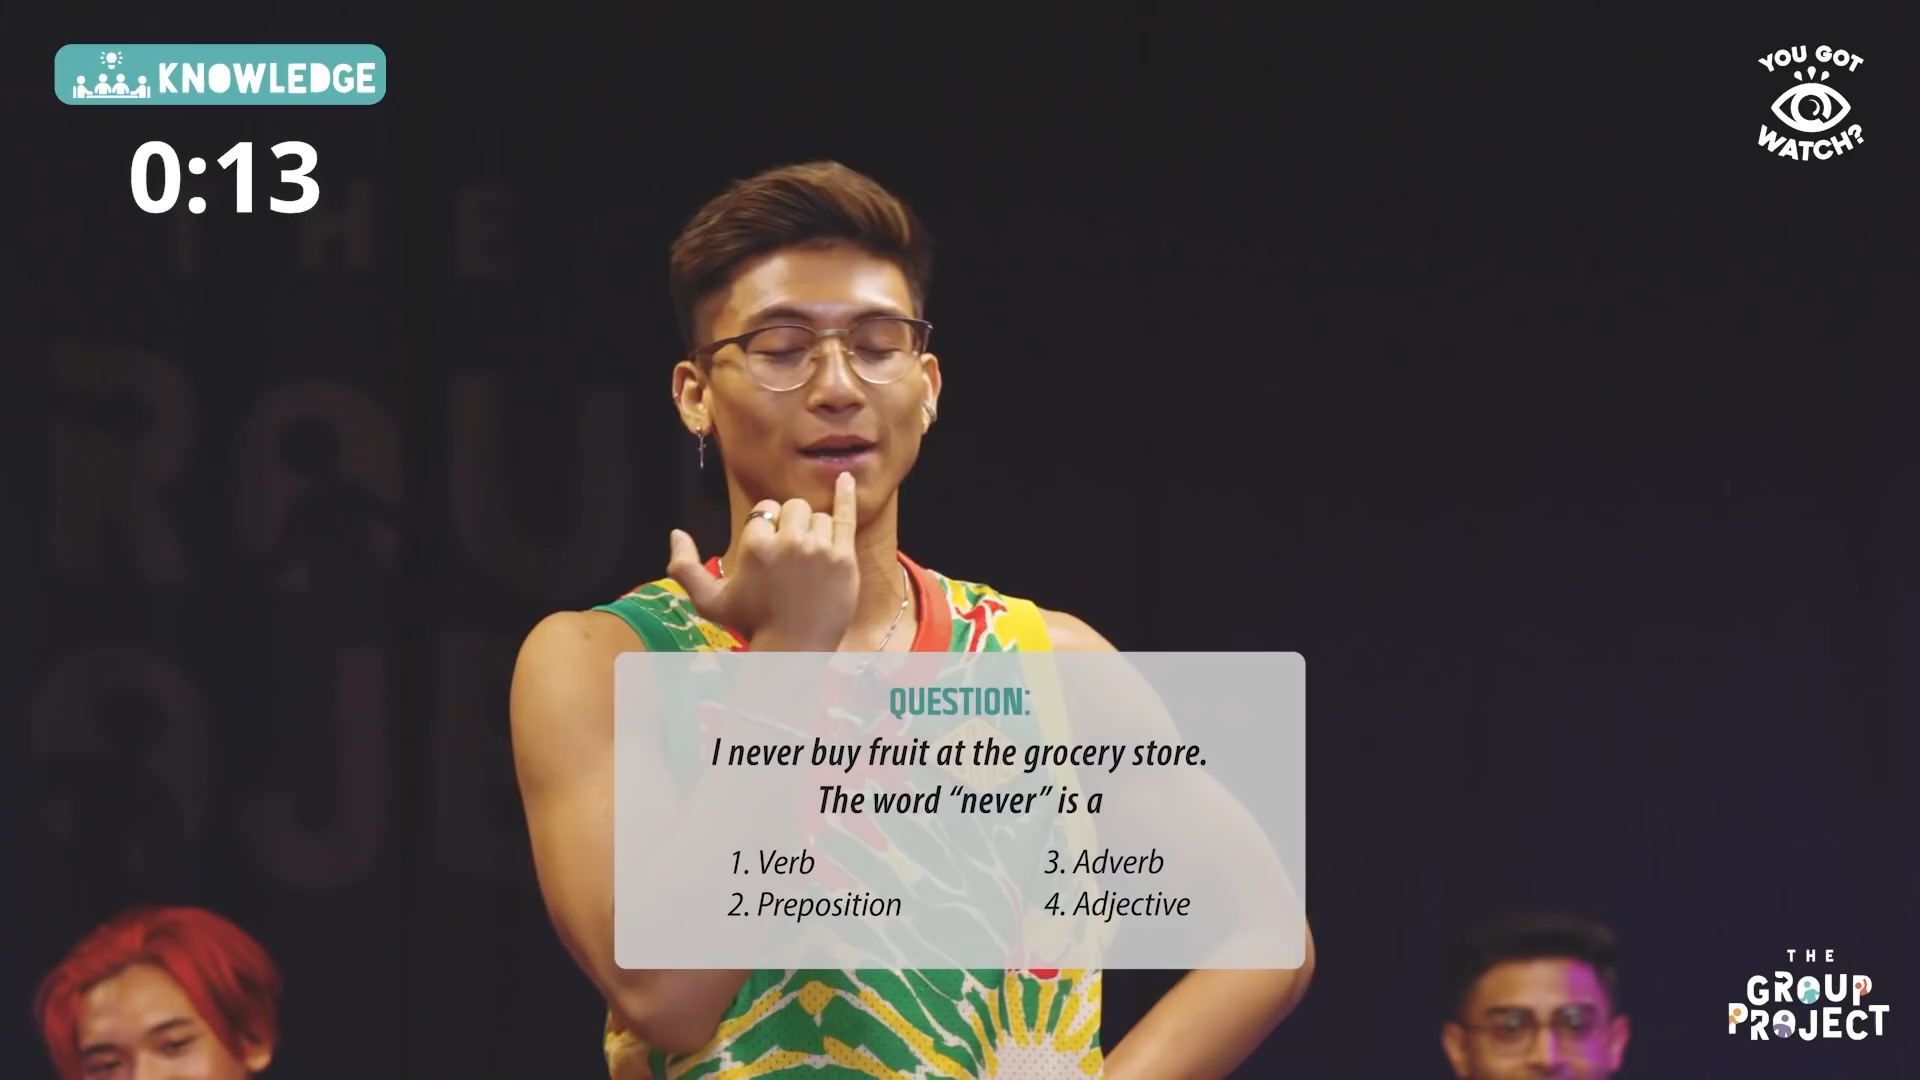 KNOWLEDGE
0:13
YOU GOT
WATCH?
THE
QUESTION:
I never buy fruit at the grocery store.
The word “never” is a
1. Verb
2. Preposition
3. Adverb
4. Adjective
THE
GROUP
PROJECT